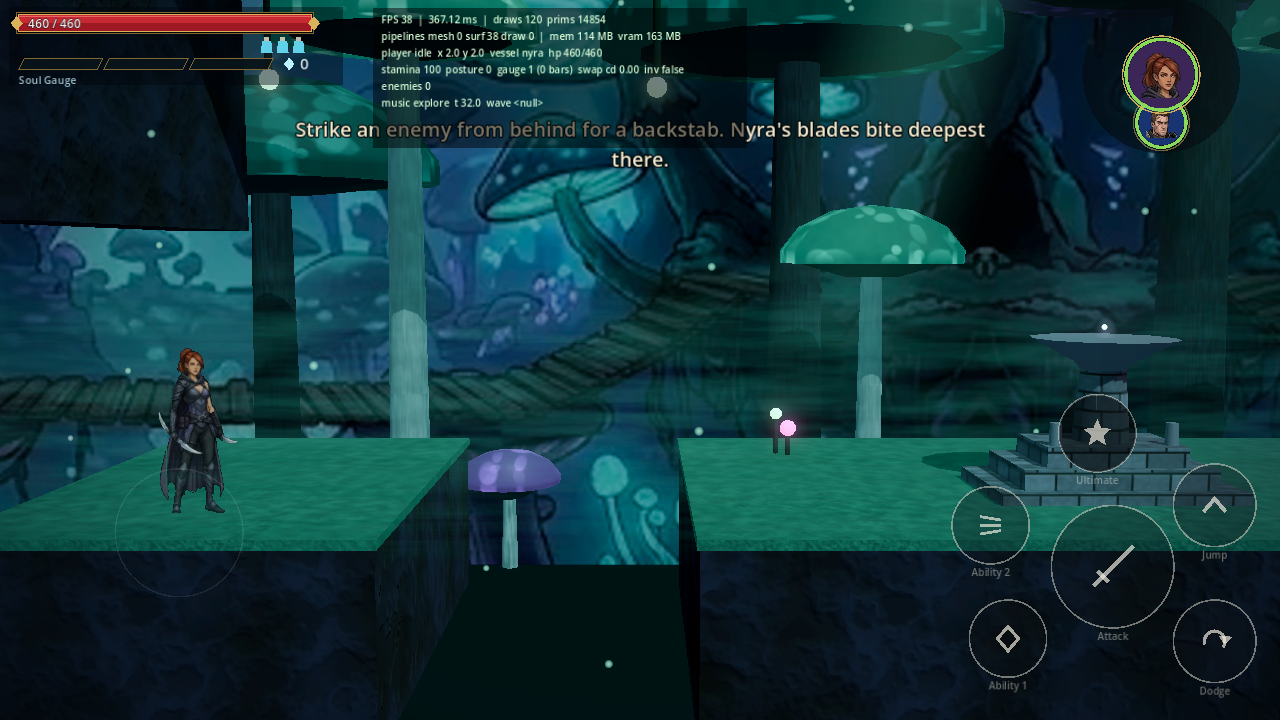 460 / 460
0
Soul Gauge
FPS 38 | 367.12 ms | draws 120 prims 14854
pipelines mesh 0 surf 38 draw 0 | mem 114 MB vram 163 MB
player idle x 2.0 y 2.0 vessel nyra hp 460/460
stamina 100 posture 0 gauge 1 (0 bars) swap cd 0.00 inv false
enemies 0
music explore t 32.0 wave <null>
Strike an enemy from behind for a backstab. Nyra's blades bite deepest
there.
Ultimate
Jump
Ability 2
Attack
Ability 1
Dodge